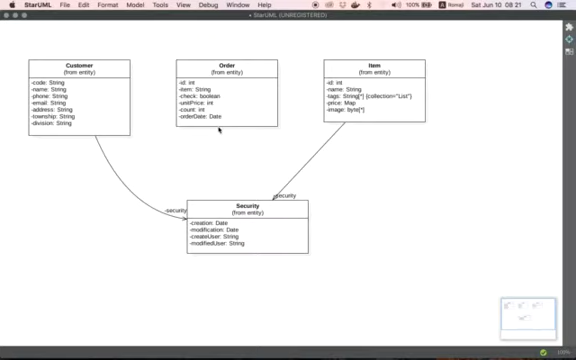 StarUML File Edit Format Model Tools View Debug Window Help 100% Romaji Sat Jun 10 08:21
StarUML (UNREGISTERED)
Customer
(from entity)
-code: String
-name: String
-phone: String
-email: String
-address: String
-township: String
-division: String
Order
(from entity)
-id: int
-item: String
-check: boolean
-unitPrice: int
-count: int
-orderDate: Date
Item
(from entity)
-id: int
-name: String
-tags: String[*] {collection="List"}
-price: Map
-image: byte[*]
-security
-security
Security
(from entity)
-creation: Date
-modification: Date
-createUser: String
-modifiedUser: String
100%